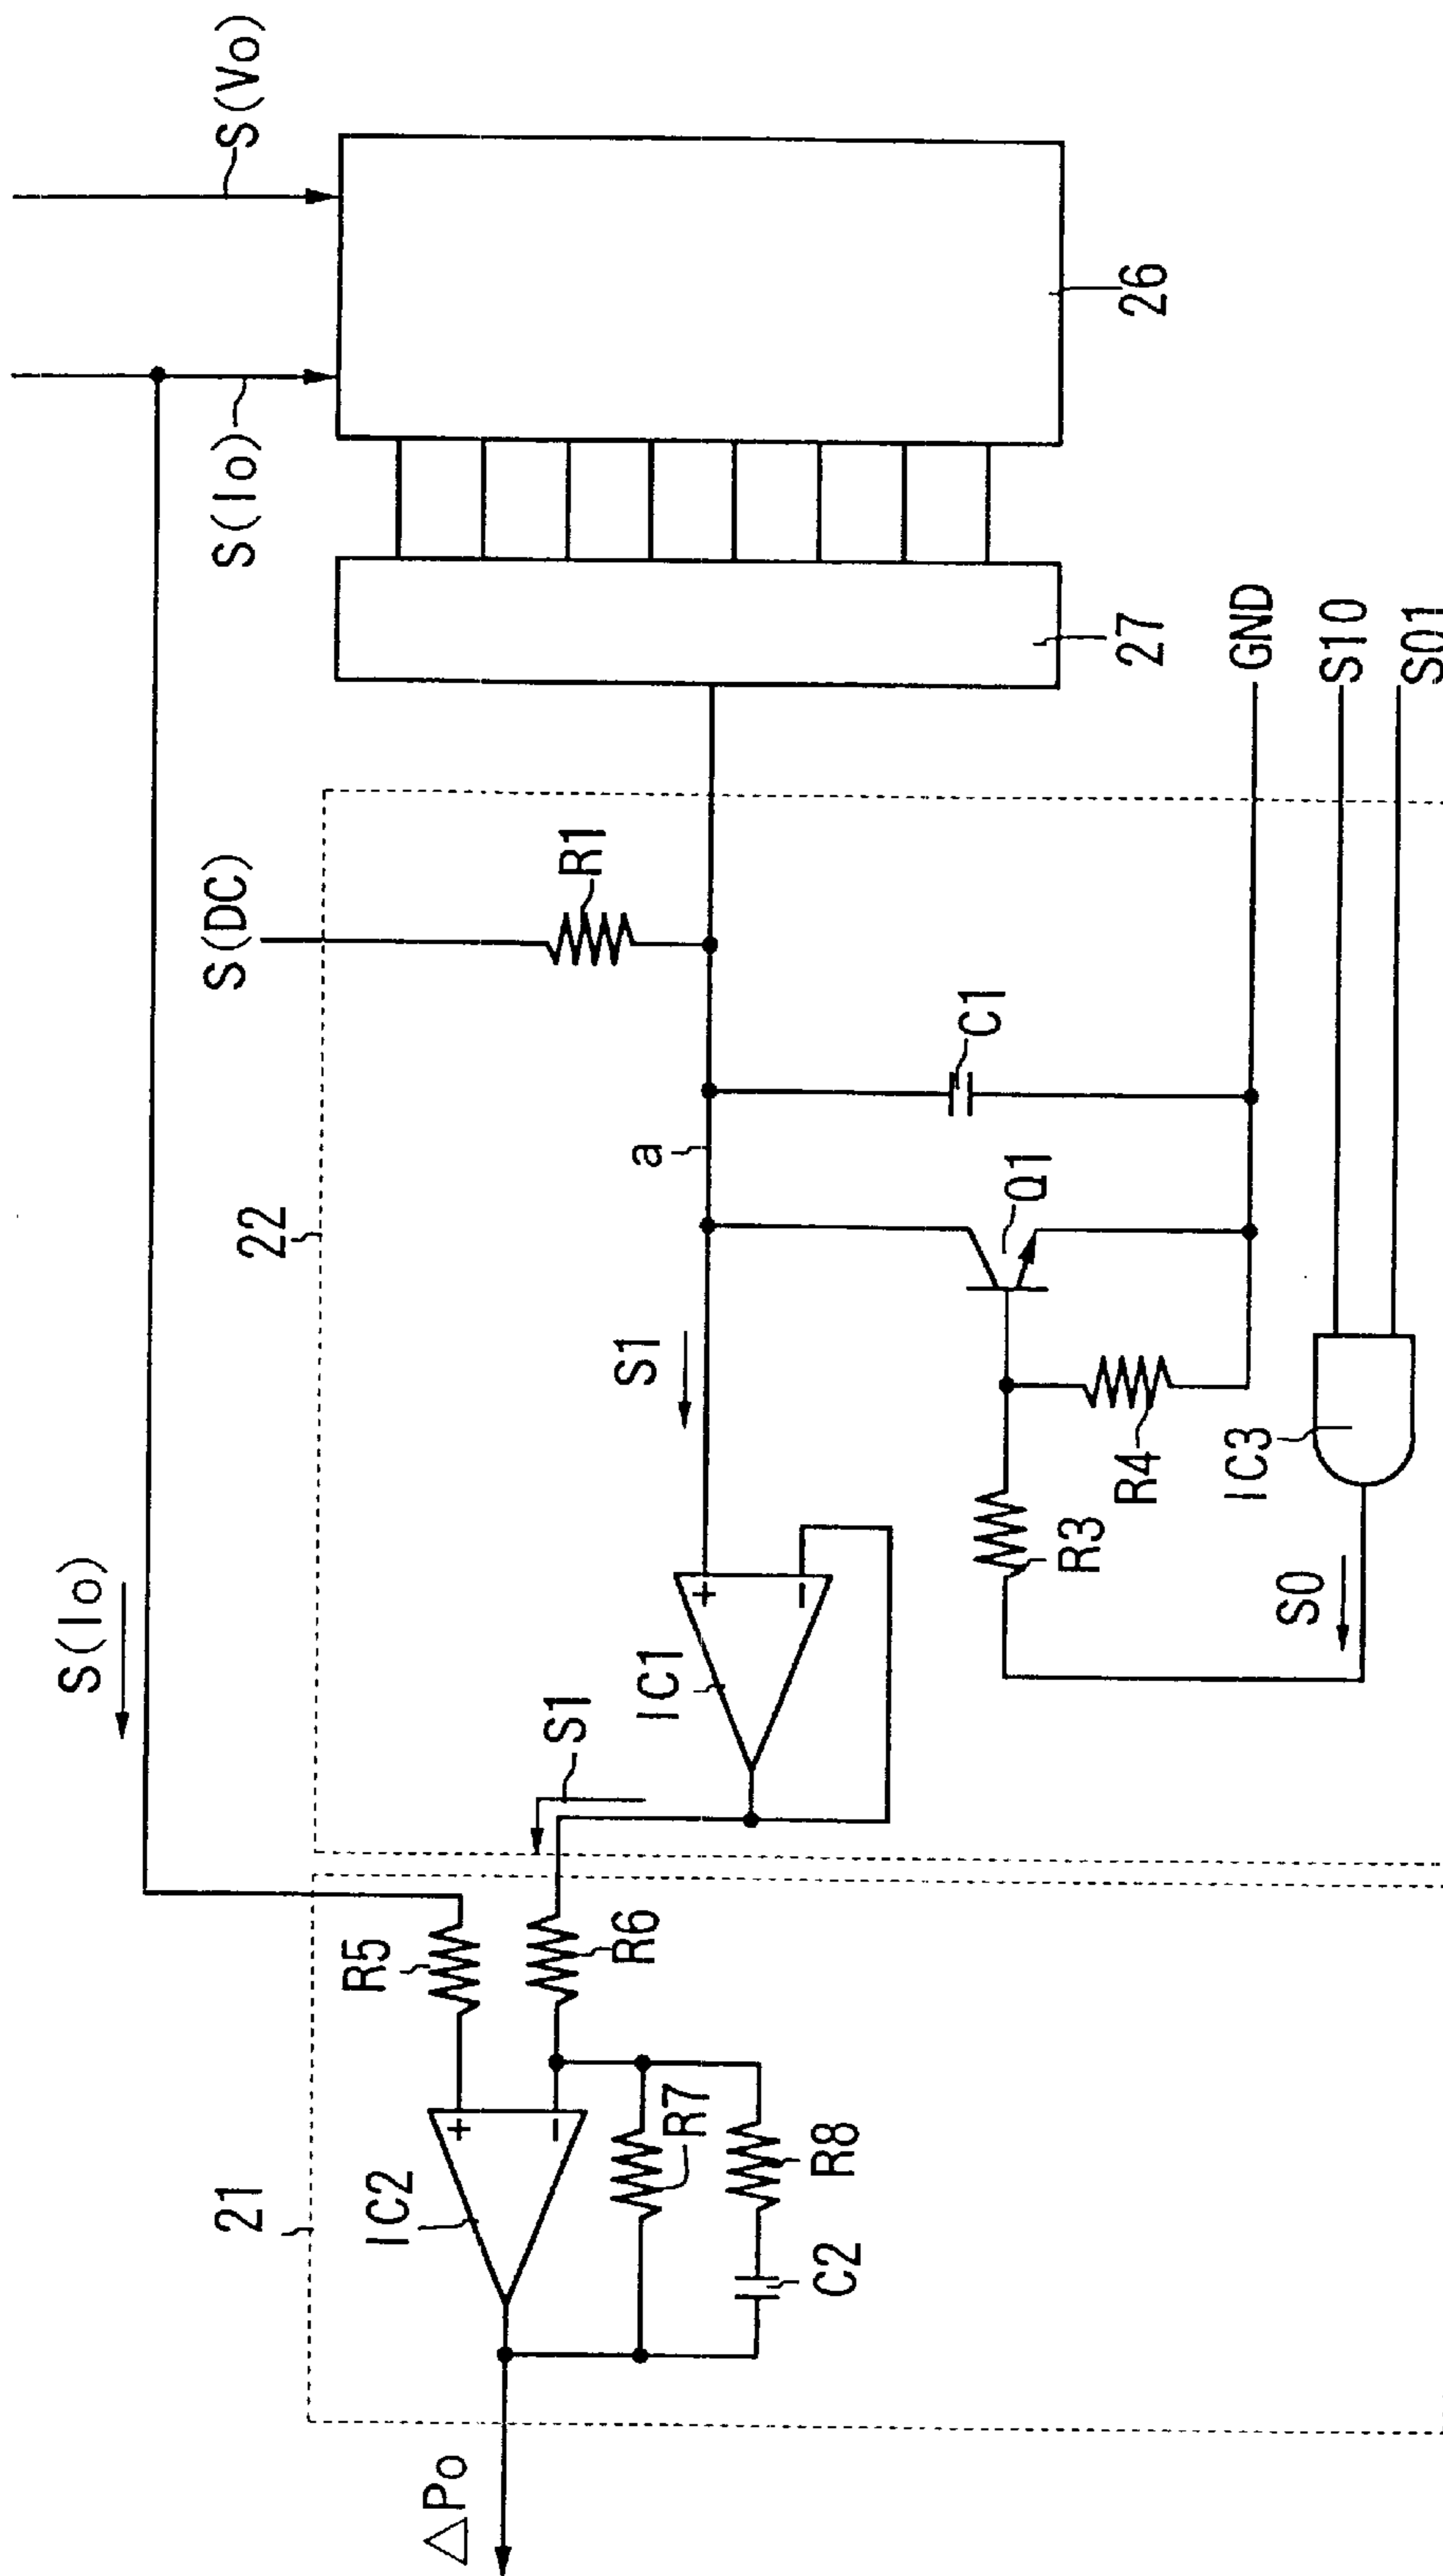 △Po
21
IC2
R5
R6
R7
R8
C2
S(Io)
S1
22
IC1
S1
S(DC)
R1
a
C1
Q1
R3
R4
IC3
S0
S(Io)
S(Vo)
27
26
GND
S10
S01